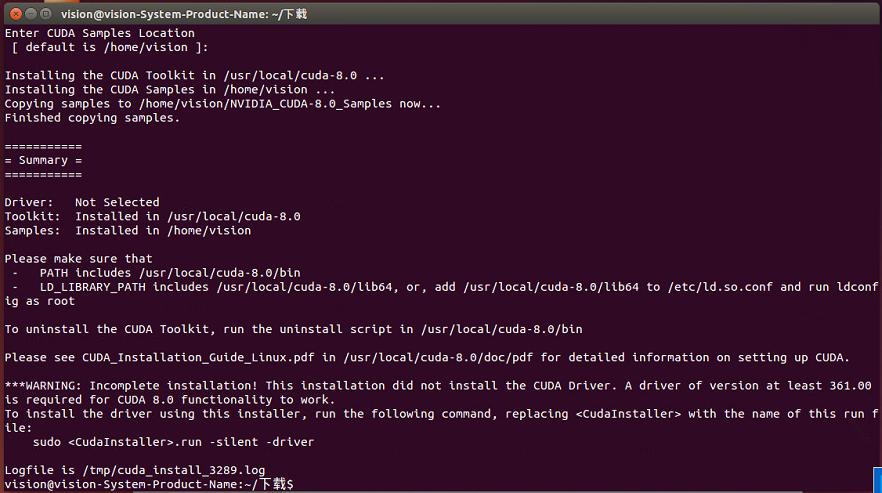 vision@vision-System-Product-Name: ~/下载
Enter CUDA Samples Location
 [ default is /home/vision ]:
Installing the CUDA Toolkit in /usr/local/cuda-8.0 ...
Installing the CUDA Samples in /home/vision ...
Copying samples to /home/vision/NVIDIA_CUDA-8.0_Samples now...
Finished copying samples.
===========
= Summary =
===========
Driver:   Not Selected
Toolkit:  Installed in /usr/local/cuda-8.0
Samples:  Installed in /home/vision
Please make sure that
 -   PATH includes /usr/local/cuda-8.0/bin
 -   LD_LIBRARY_PATH includes /usr/local/cuda-8.0/lib64, or, add /usr/local/cuda-8.0/lib64 to /etc/ld.so.conf and run ldconf
ig as root
To uninstall the CUDA Toolkit, run the uninstall script in /usr/local/cuda-8.0/bin
Please see CUDA_Installation_Guide_Linux.pdf in /usr/local/cuda-8.0/doc/pdf for detailed information on setting up CUDA.
***WARNING: Incomplete installation! This installation did not install the CUDA Driver. A driver of version at least 361.00
is required for CUDA 8.0 functionality to work.
To install the driver using this installer, run the following command, replacing <CudaInstaller> with the name of this run f
ile:
    sudo <CudaInstaller>.run -silent -driver
Logfile is /tmp/cuda_install_3289.log
vision@vision-System-Product-Name:~/下载$